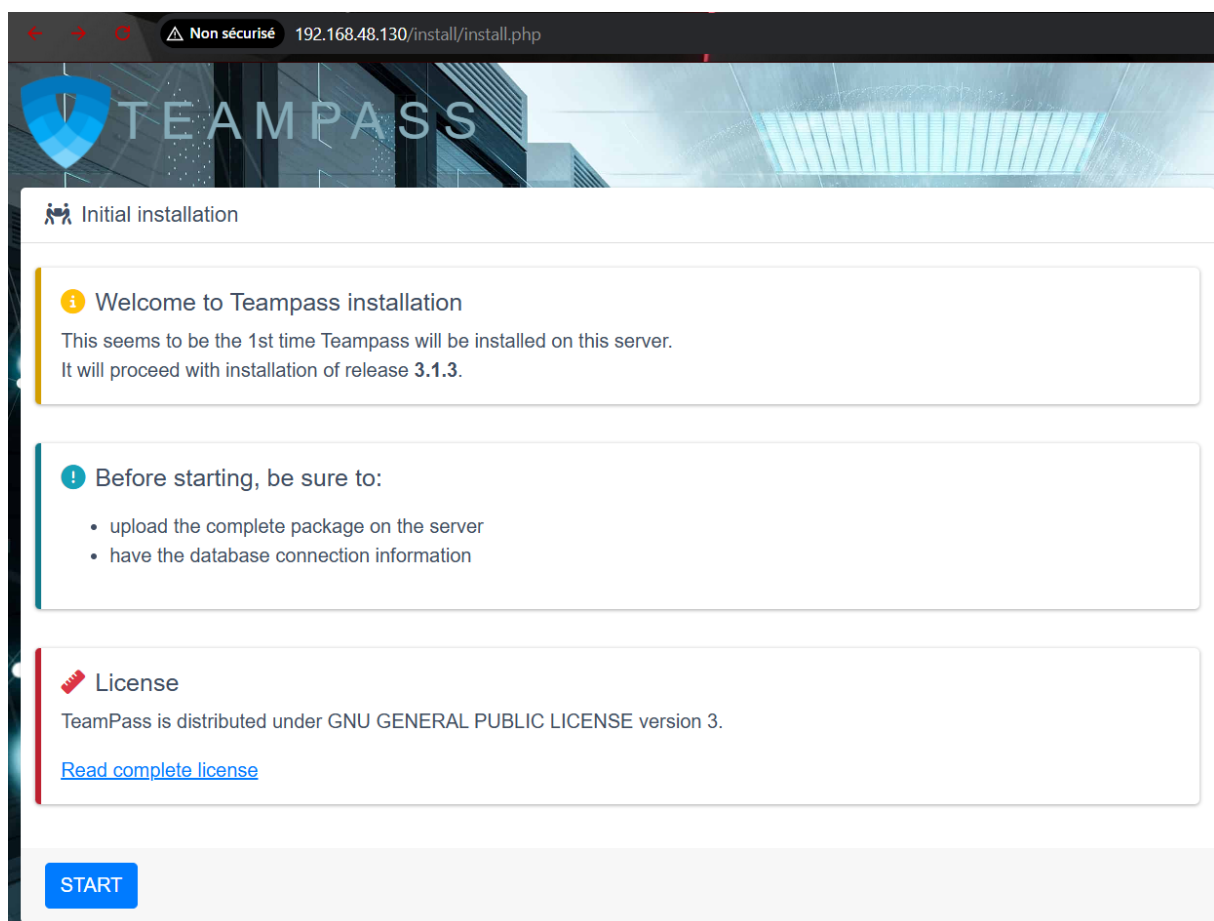 Non sécurisé 192.168.48.130/install/install.php
TEAMPASS
Initial installation
Welcome to Teampass installation
This seems to be the 1st time Teampass will be installed on this server.
It will proceed with installation of release 3.1.3.
Before starting, be sure to:
• upload the complete package on the server
• have the database connection information
License
TeamPass is distributed under GNU GENERAL PUBLIC LICENSE version 3.
Read complete license
START